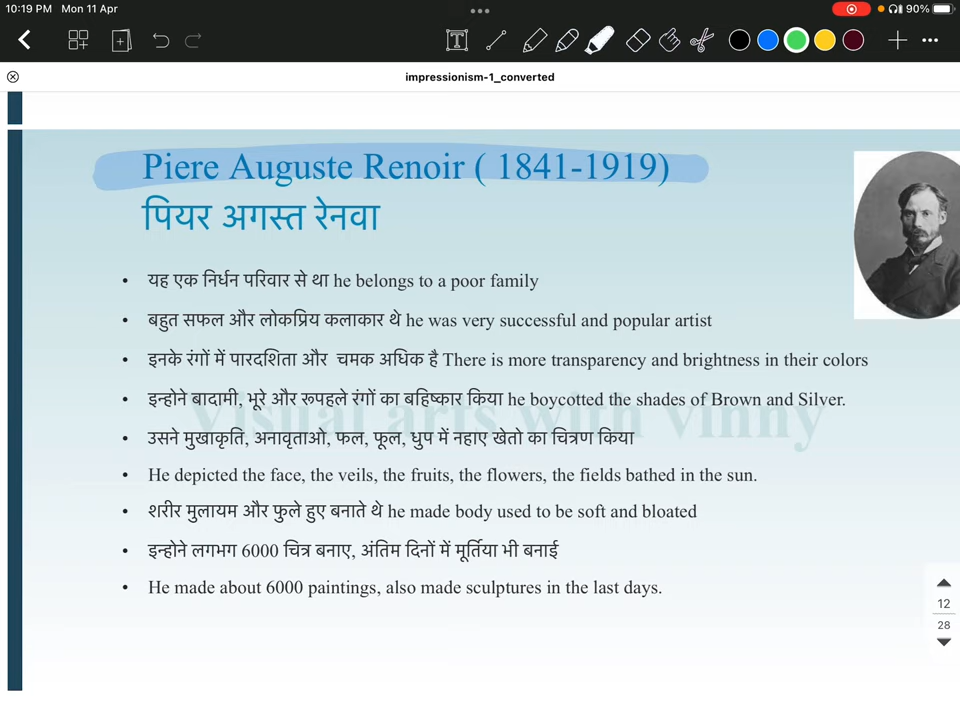 10:19 PM Mon 11 Apr
90%
impressionism-1_converted
Piere Auguste Renoir ( 1841-1919)
पियर अगस्त रेनवा
• यह एक निर्धन परिवार से था he belongs to a poor family
• बहुत सफल और लोकप्रिय कलाकार थे he was very successful and popular artist
• इनके रंगों में पारदशिता और चमक अधिक है There is more transparency and brightness in their colors
• इन्होने बादामी, भूरे और रूपहले रंगों का बहिष्कार किया he boycotted the shades of Brown and Silver.
Visual arts with vinny
• उसने मुखाकृति, अनावृताओ, फल, फूल, धुप में नहाए खेतो का चित्रण किया
• He depicted the face, the veils, the fruits, the flowers, the fields bathed in the sun.
• शरीर मुलायम और फुले हुए बनाते थे he made body used to be soft and bloated
• इन्होने लगभग 6000 चित्र बनाए, अंतिम दिनों में मूर्तिया भी बनाई
• He made about 6000 paintings, also made sculptures in the last days.
12
28